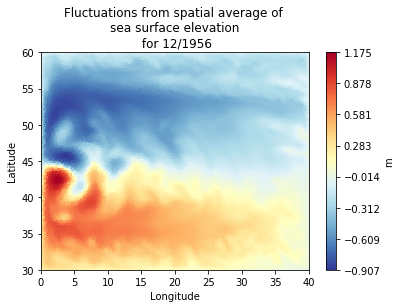 Fluctuations from spatial average of
sea surface elevation
for 12/1956
60
55
50
45
40
35
30
Latitude
0 5 10 15 20 25 30 35 40
Longitude
1.175
0.878
0.581
0.283
−0.014
−0.312
−0.609
−0.907
m